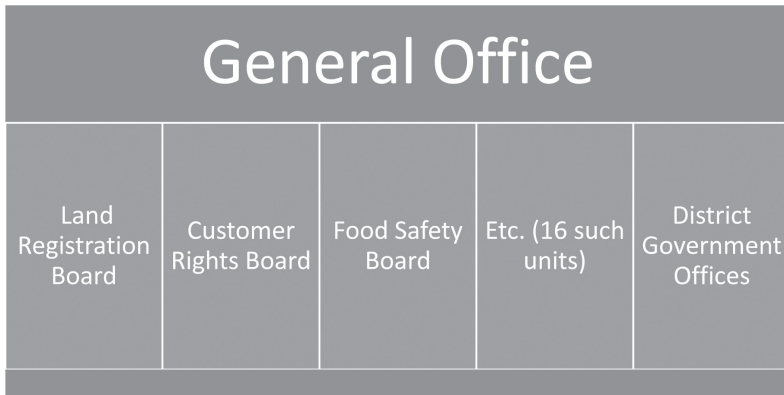 General Office
Land
Registration
Board
Customer
Rights Board
Food Safety
Board
Etc. (16 such
units)
District
Government
Offices